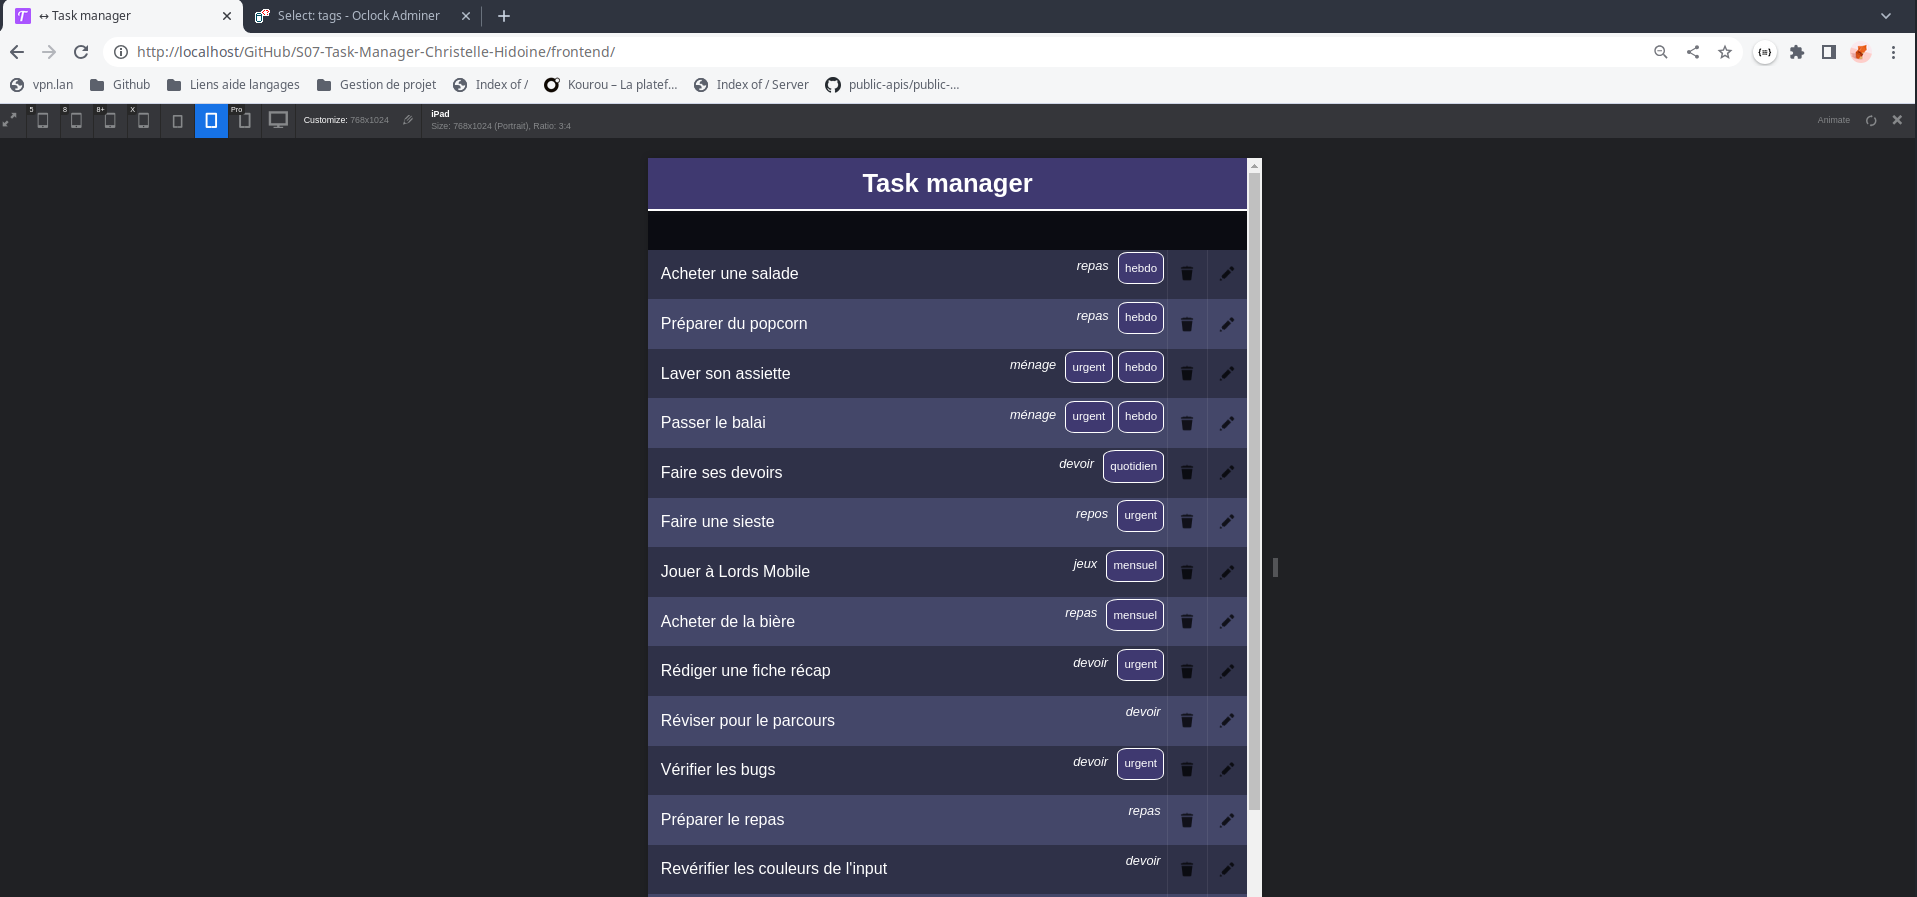 Task manager
Select: tags - Oclock Adminer
http://localhost/GitHub/S07-Task-Manager-Christelle-Hidoine/frontend/
vpn.lan Github Liens aide langages Gestion de projet Index of / Kourou – La platef... Index of / Server public-apis/public-...
5 8 8+ X Pro
Customize: 768x1024
iPad
Size: 768x1024 (Portrait), Ratio: 3:4
Animate
Task manager
Acheter une salade repas hebdo
Préparer du popcorn repas hebdo
Laver son assiette ménage urgent hebdo
Passer le balai ménage urgent hebdo
Faire ses devoirs devoir quotidien
Faire une sieste repos urgent
Jouer à Lords Mobile jeux mensuel
Acheter de la bière repas mensuel
Rédiger une fiche récap devoir urgent
Réviser pour le parcours devoir
Vérifier les bugs devoir urgent
Préparer le repas repas
Revérifier les couleurs de l'input devoir